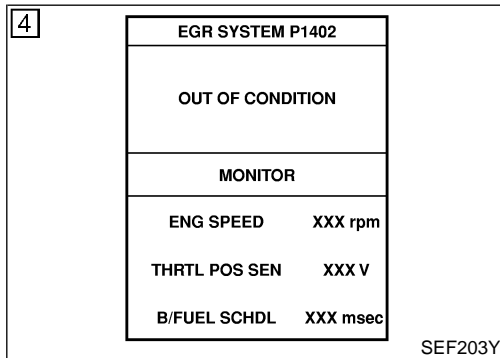 4
EGR SYSTEM P1402
OUT OF CONDITION
MONITOR
ENG SPEED XXX rpm
THRTL POS SEN XXX V
B/FUEL SCHDL XXX msec
SEF203Y